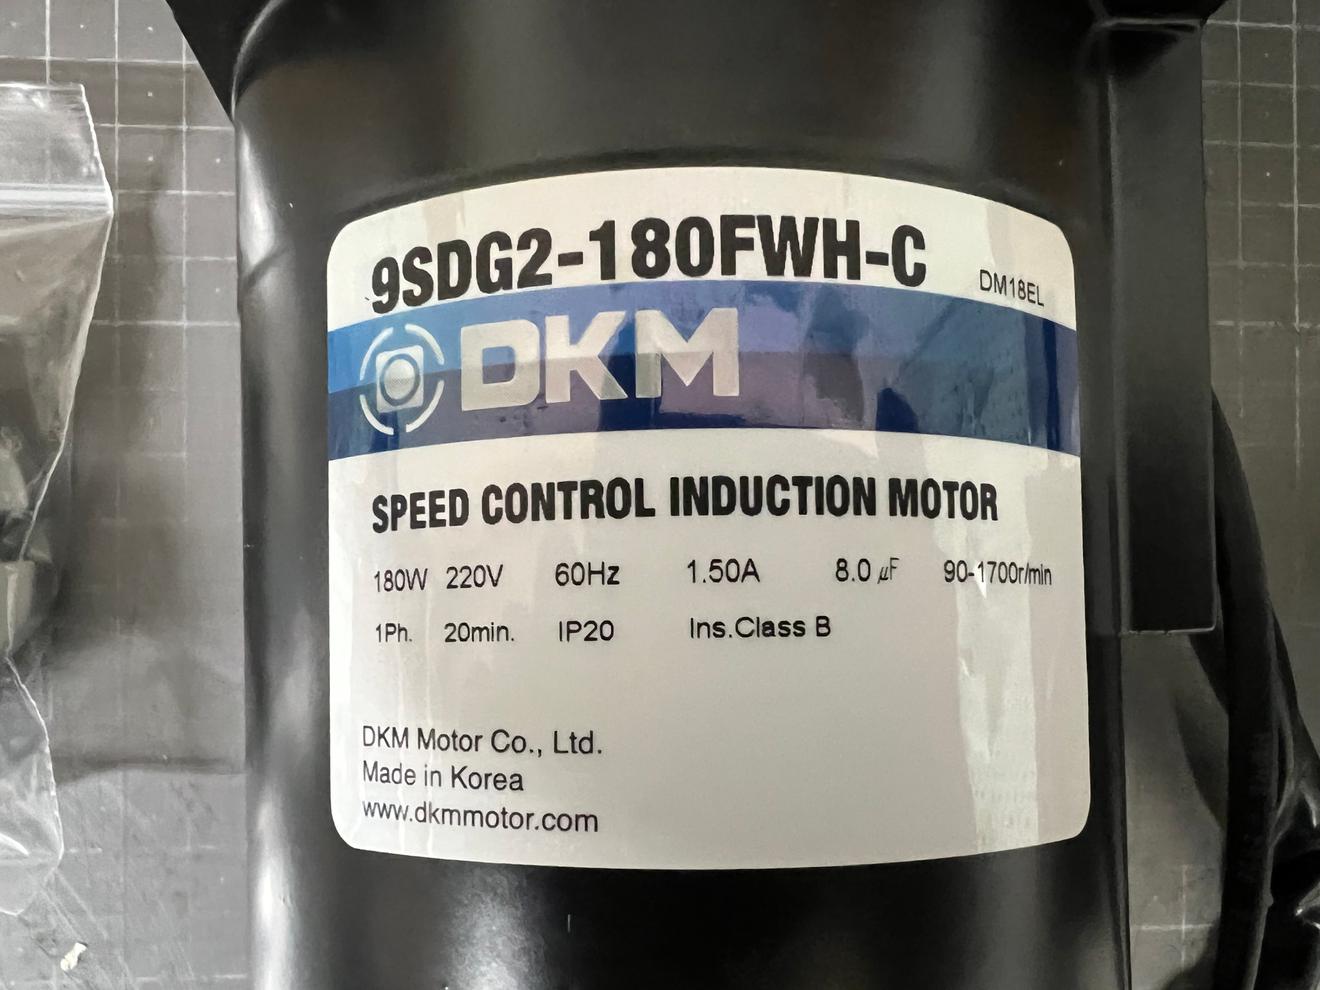 9SDG2-180FWH-C DM18EL
DKM
SPEED CONTROL INDUCTION MOTOR
180W 220V 60Hz 1.50A 8.0 μF 90-1700r/min
1Ph. 20min. IP20 Ins.Class B
DKM Motor Co., Ltd.
Made in Korea
www.dkmmotor.com